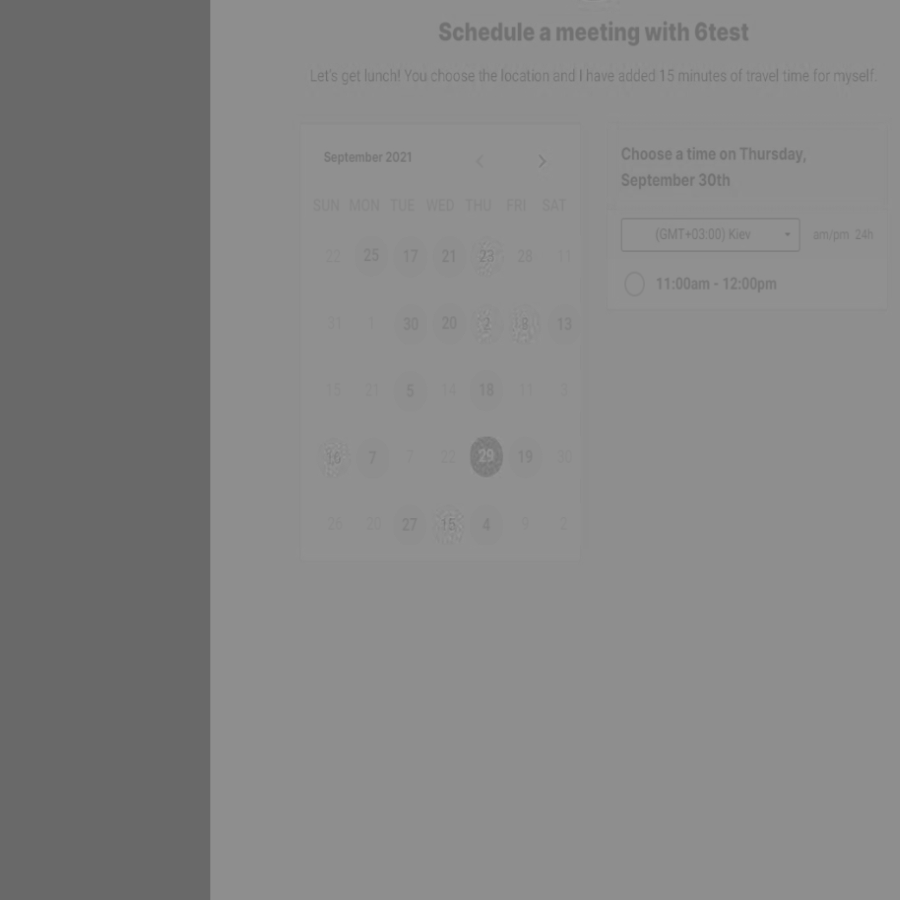 Schedule a meeting with 6test
Let's get lunch! You choose the location and I have added 15 minutes of travel time for myself.
September 2021
SUN MON TUE WED THU FRI SAT
22 25 17 21 23 28 11
31 1 30 20 2 8 13
15 21 5 14 18 11 3
16 7 7 22 29 19 30
26 20 27 15 4 9 2
Choose a time on Thursday,
September 30th
(GMT+03:00) Kiev am/pm 24h
11:00am - 12:00pm